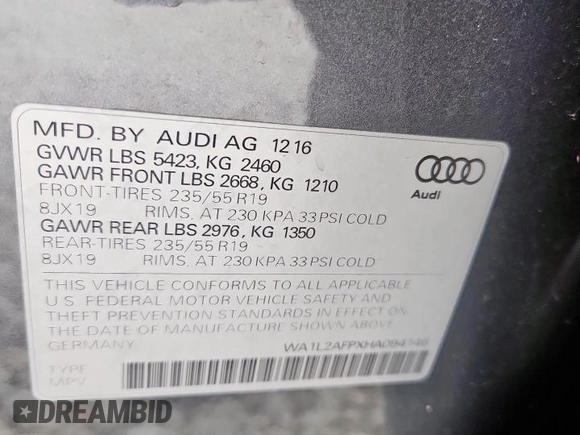 MFD. BY AUDI AG 12 16
GVWR LBS 5423, KG 2460
GAWR FRONT LBS 2668, KG 1210
FRONT-TIRES 235/55 R19
8JX19 RIMS, AT 230 KPA 33 PSI COLD
GAWR REAR LBS 2976, KG 1350
REAR-TIRES 235/55 R19
8JX19 RIMS, AT 230 KPA 33 PSI COLD
Audi
THIS VEHICLE CONFORMS TO ALL APPLICABLE
U.S. FEDERAL MOTOR VEHICLE SAFETY AND
THEFT PREVENTION STANDARDS IN EFFECT ON
THE DATE OF MANUFACTURE SHOWN ABOVE.
GERMANY
TYPE
MPV
DREAMBID